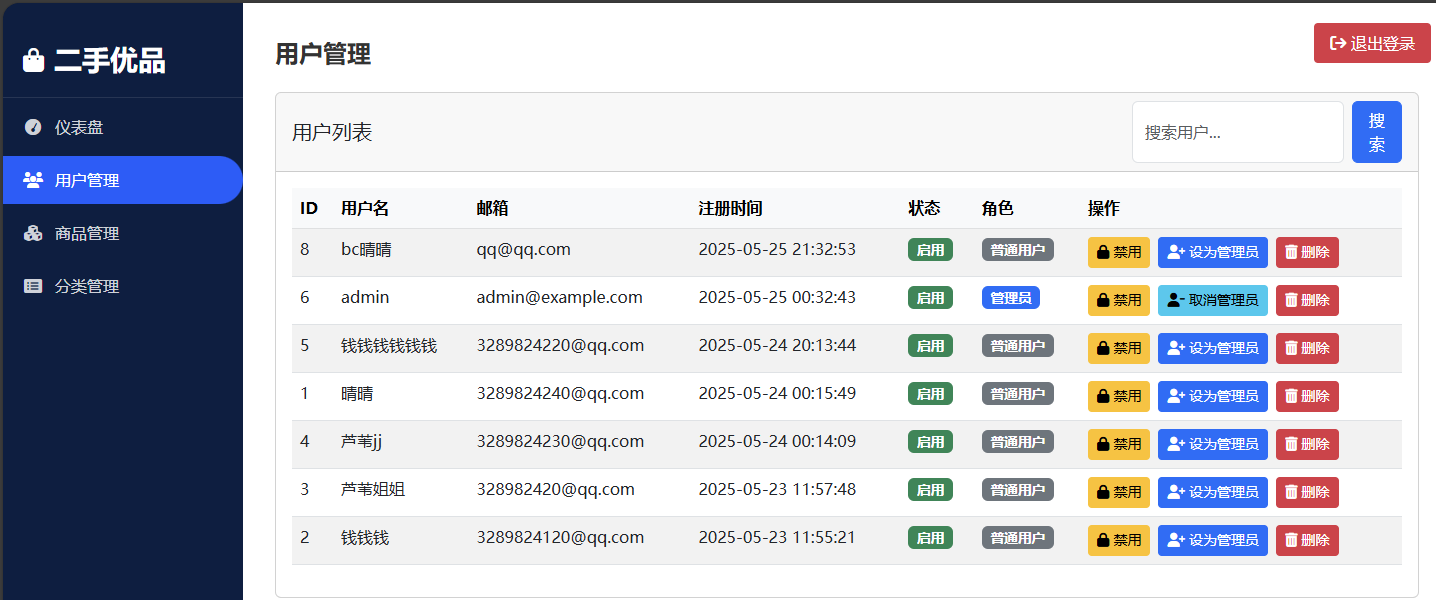 二手优品
仪表盘
用户管理
商品管理
分类管理
用户管理
退出登录
用户列表
搜索用户...
搜
索
ID 用户名 邮箱 注册时间 状态 角色 操作
8 bc晴晴 qq@qq.com 2025-05-25 21:32:53 启用 普通用户 禁用 设为管理员 删除
6 admin admin@example.com 2025-05-25 00:32:43 启用 管理员 禁用 取消管理员 删除
5 钱钱钱钱钱钱 3289824220@qq.com 2025-05-24 20:13:44 启用 普通用户 禁用 设为管理员 删除
1 晴晴 3289824240@qq.com 2025-05-24 00:15:49 启用 普通用户 禁用 设为管理员 删除
4 芦苇jj 3289824230@qq.com 2025-05-24 00:14:09 启用 普通用户 禁用 设为管理员 删除
3 芦苇姐姐 328982420@qq.com 2025-05-23 11:57:48 启用 普通用户 禁用 设为管理员 删除
2 钱钱钱 3289824120@qq.com 2025-05-23 11:55:21 启用 普通用户 禁用 设为管理员 删除